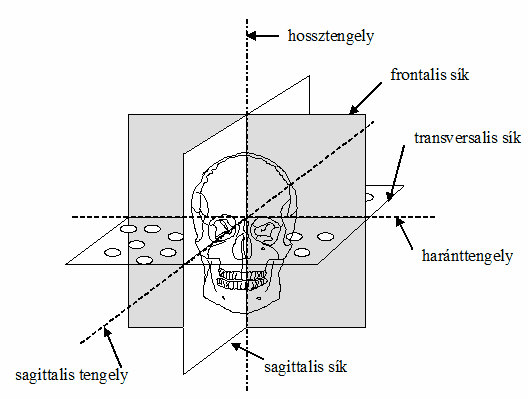 hossztengely
frontalis sík
transversalis sík
haránttengely
sagittalis sík
sagittalis tengely